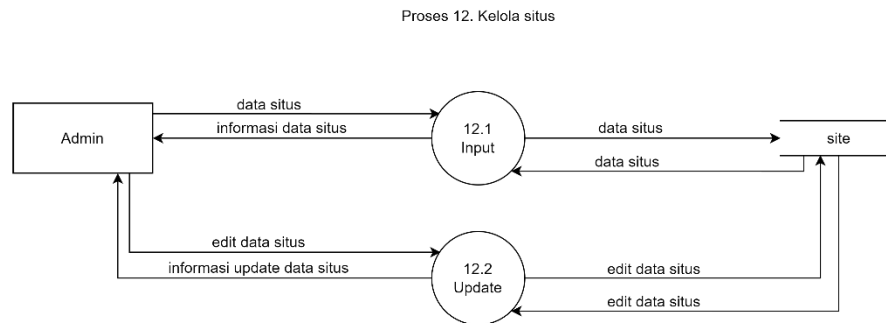 Proses 12. Kelola situs
data situs
informasi data situs
Admin
12.1
Input
data situs
data situs
site
edit data situs
informasi update data situs
12.2
Update
edit data situs
edit data situs